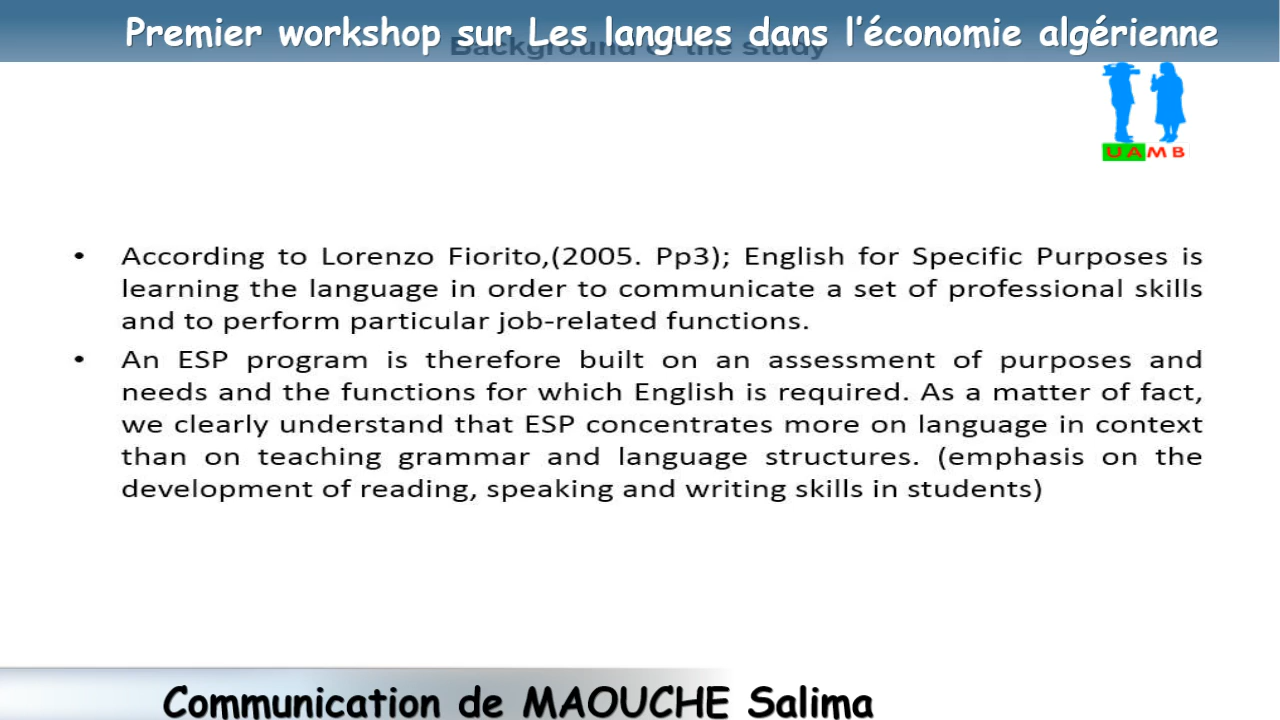 Premier workshop sur Les langues dans l'économie algérienne
Background of the study
UAMB
• According to Lorenzo Fiorito,(2005. Pp3); English for Specific Purposes is
learning the language in order to communicate a set of professional skills
and to perform particular job-related functions.
• An ESP program is therefore built on an assessment of purposes and
needs and the functions for which English is required. As a matter of fact,
we clearly understand that ESP concentrates more on language in context
than on teaching grammar and language structures. (emphasis on the
development of reading, speaking and writing skills in students)
Communication de MAOUCHE Salima